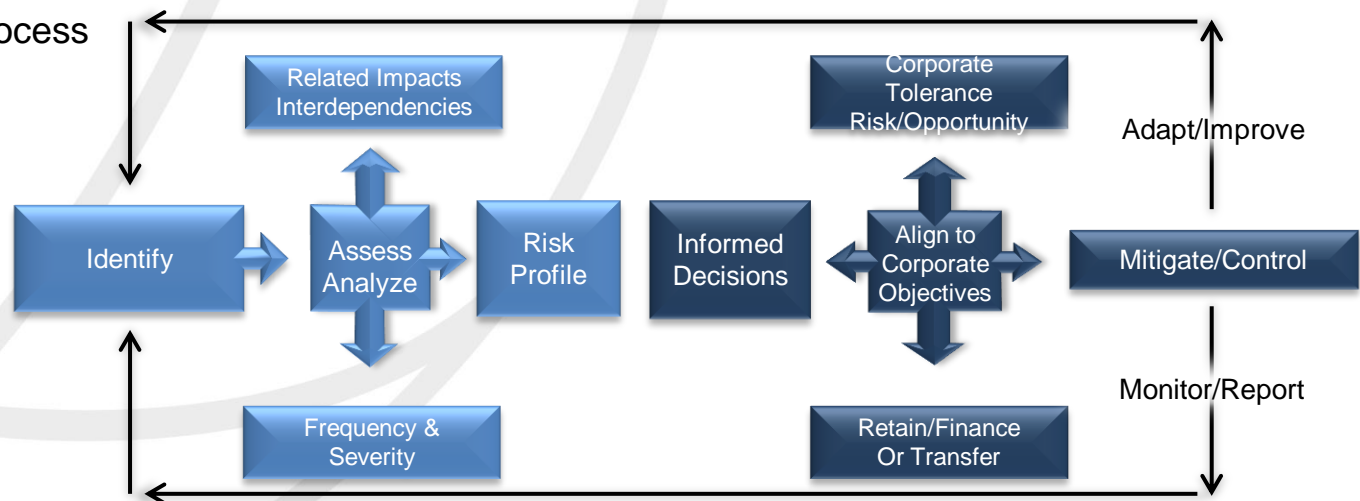 ocess
Related Impacts
Interdependencies
Corporate
Tolerance
Risk/Opportunity
Adapt/Improve
Identify
Assess
Analyze
Risk
Profile
Informed
Decisions
Align to
Corporate
Objectives
Mitigate/Control
Monitor/Report
Frequency &
Severity
Retain/Finance
Or Transfer